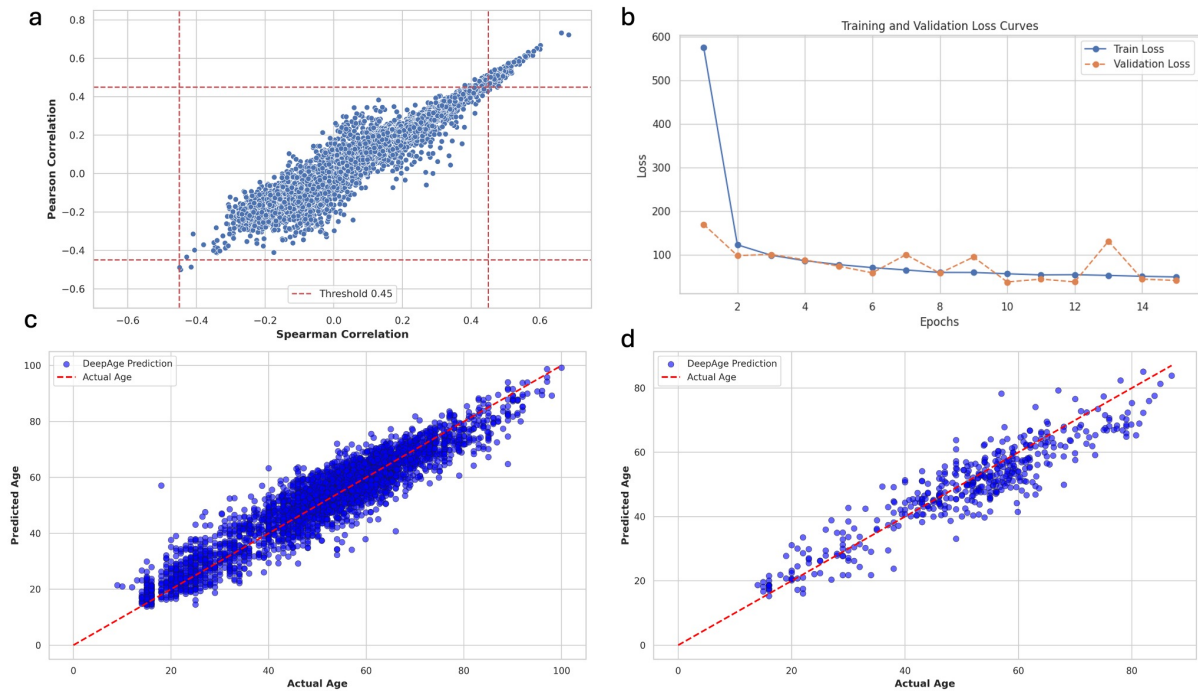 a
0.8
0.6
0.4
0.2
0.0
−0.2
−0.4
−0.6
Pearson Correlation
−0.6
−0.4
−0.2
0.0
0.2
0.4
0.6
Spearman Correlation
Threshold 0.45
b
Training and Validation Loss Curves
600
500
400
300
200
100
Loss
Train Loss
Validation Loss
2
4
6
8
10
12
14
Epochs
c
100
80
60
40
20
0
Predicted Age
DeepAge Prediction
Actual Age
0
20
40
60
80
100
Actual Age
d
80
60
40
20
0
Predicted Age
DeepAge Prediction
Actual Age
0
20
40
60
80
Actual Age